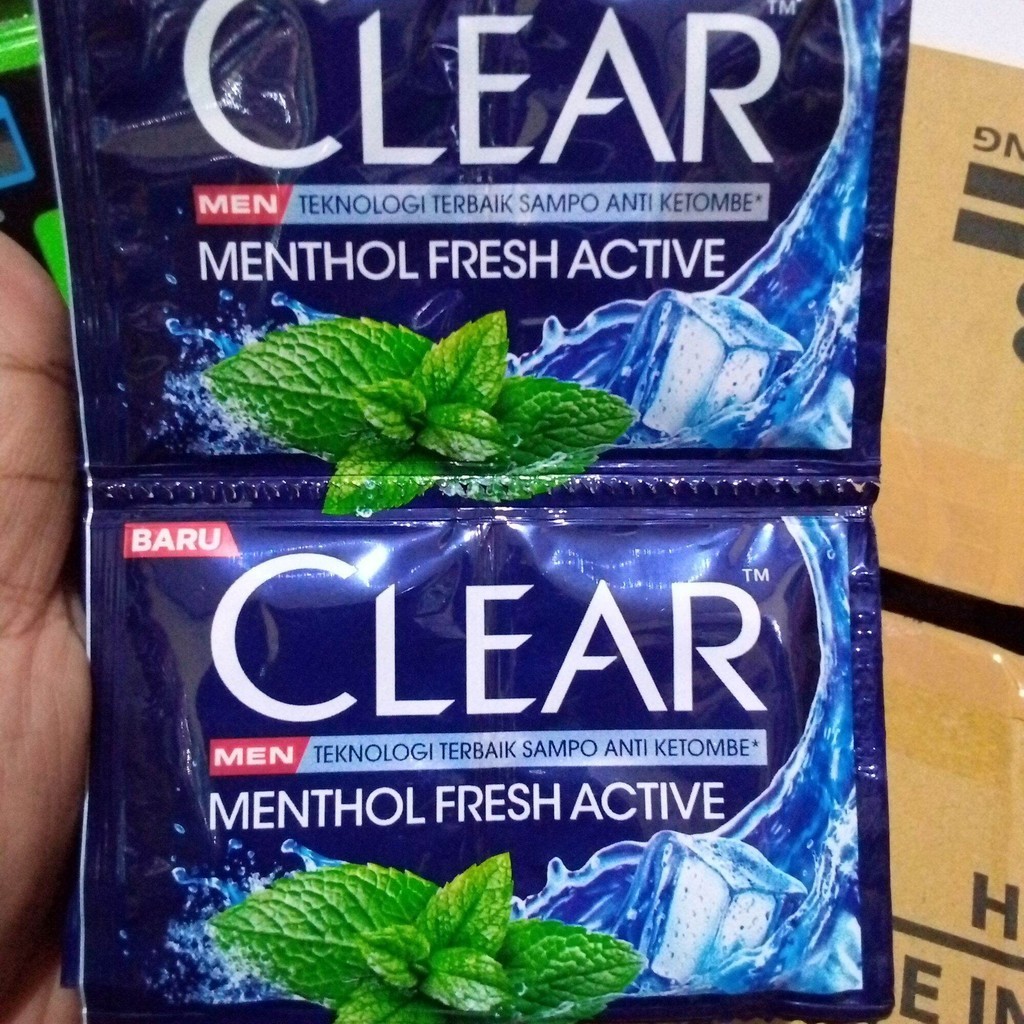 CLEAR™
MEN TEKNOLOGI TERBAIK SAMPO ANTI KETOMBE*
MENTHOL FRESH ACTIVE
BARU
CLEAR™
MEN TEKNOLOGI TERBAIK SAMPO ANTI KETOMBE*
MENTHOL FRESH ACTIVE